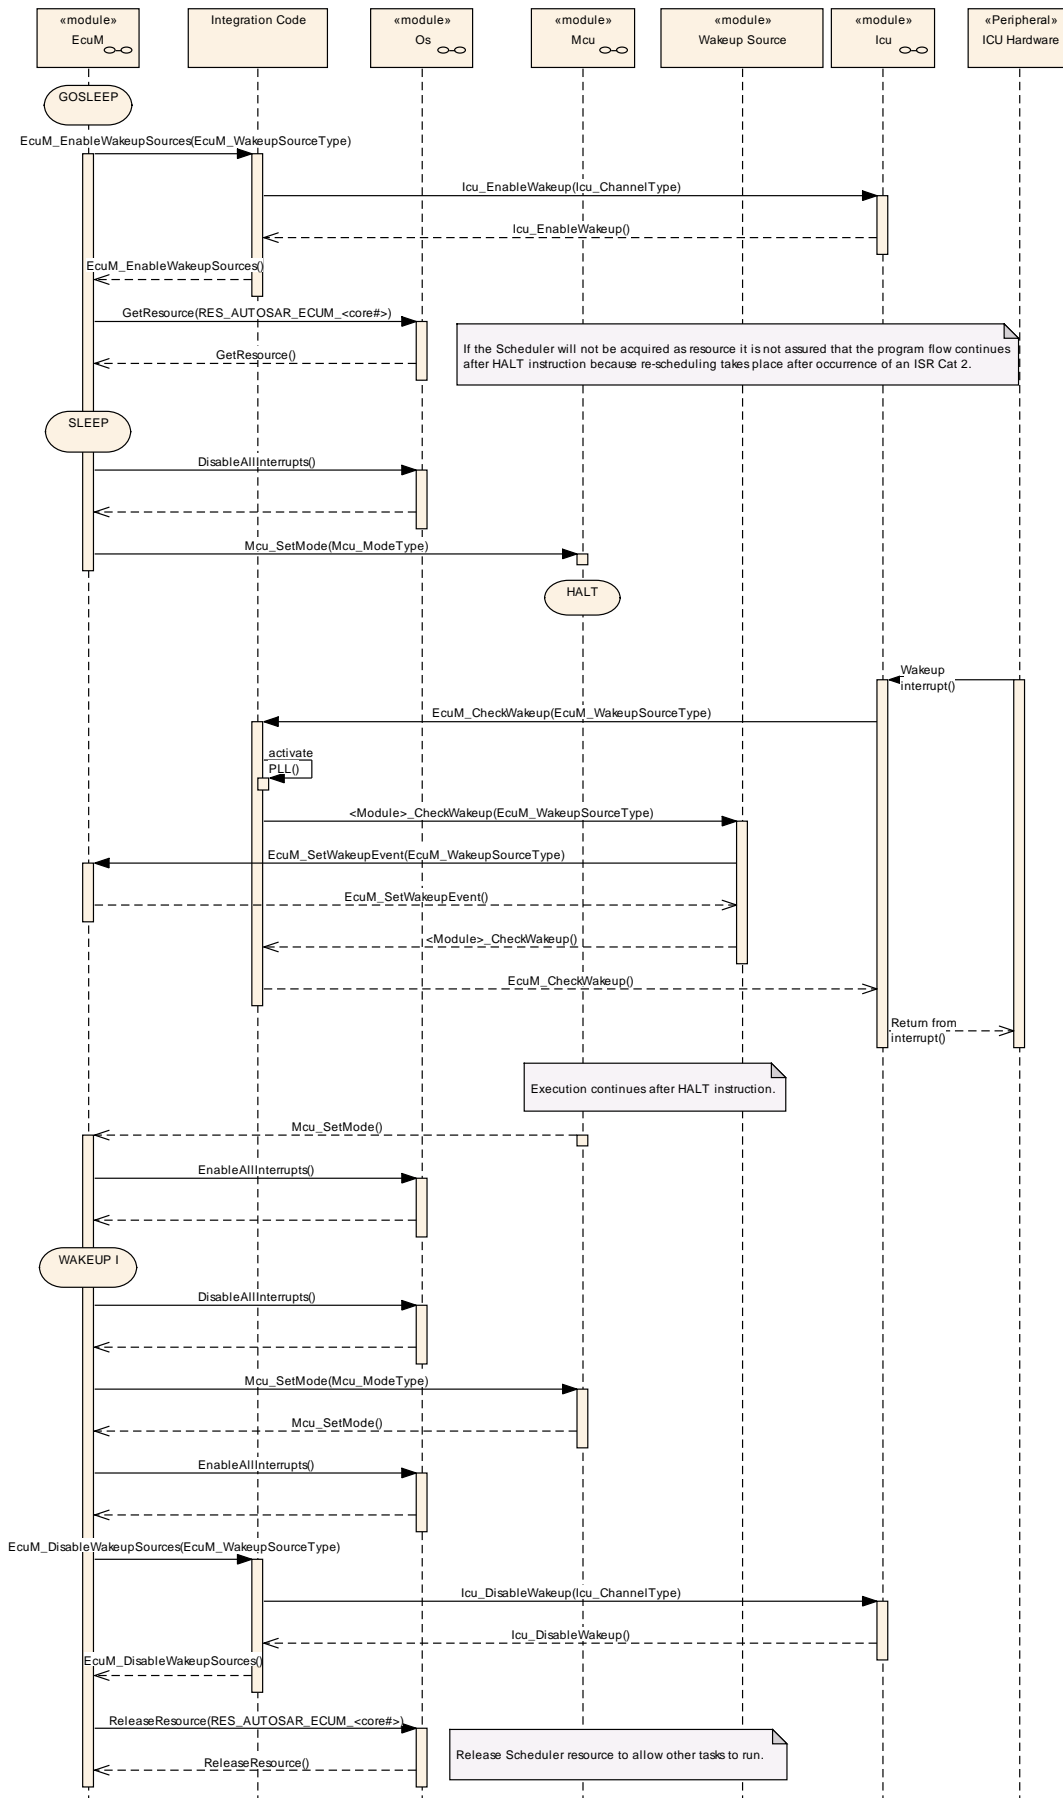 «module»
EcuM
Integration Code
«module»
Os
«module»
Mcu
«module»
Wakeup Source
«module»
Icu
«Peripheral»
ICU Hardware
GOSLEEP
EcuM_EnableWakeupSources(EcuM_WakeupSourceType)
Icu_EnableWakeup(Icu_ChannelType)
Icu_EnableWakeup()
EcuM_EnableWakeupSources()
GetResource(RES_AUTOSAR_ECUM_<core#>)
GetResource()
If the Scheduler will not be acquired as resource it is not assured that the program flow continues
after HALT instruction because re-scheduling takes place after occurrence of an ISR Cat 2.
SLEEP
DisableAllInterrupts()
Mcu_SetMode(Mcu_ModeType)
HALT
Wakeup
interrupt()
EcuM_CheckWakeup(EcuM_WakeupSourceType)
activate
PLL()
<Module>_CheckWakeup(EcuM_WakeupSourceType)
EcuM_SetWakeupEvent(EcuM_WakeupSourceType)
EcuM_SetWakeupEvent()
<Module>_CheckWakeup()
EcuM_CheckWakeup()
Return from
interrupt()
Execution continues after HALT instruction.
Mcu_SetMode()
EnableAllInterrupts()
WAKEUP I
DisableAllInterrupts()
Mcu_SetMode(Mcu_ModeType)
Mcu_SetMode()
EnableAllInterrupts()
EcuM_DisableWakeupSources(EcuM_WakeupSourceType)
Icu_DisableWakeup(Icu_ChannelType)
Icu_DisableWakeup()
EcuM_DisableWakeupSources()
ReleaseResource(RES_AUTOSAR_ECUM_<core#>)
Release Scheduler resource to allow other tasks to run.
ReleaseResource()